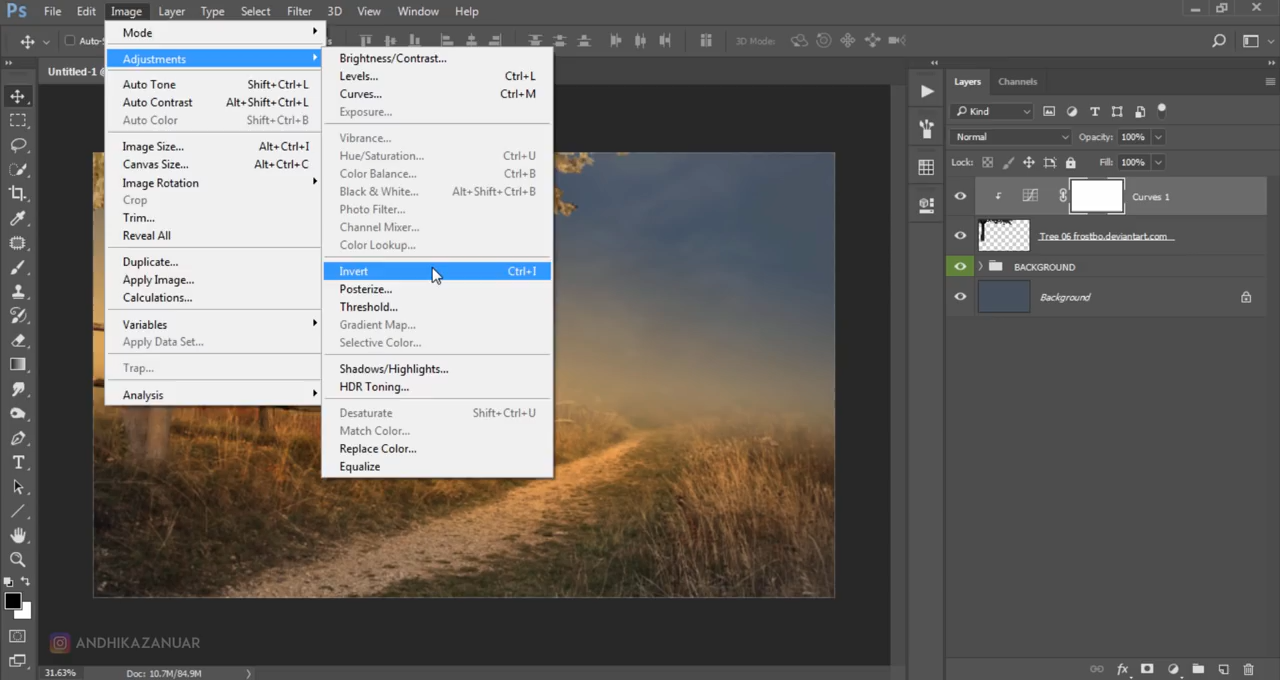 Ps File Edit Image Layer Type Select Filter 3D View Window Help
Auto-S
3D Mode:
Untitled-1 @
Mode
Adjustments
Auto Tone Shift+Ctrl+L
Auto Contrast Alt+Shift+Ctrl+L
Auto Color Shift+Ctrl+B
Image Size... Alt+Ctrl+I
Canvas Size... Alt+Ctrl+C
Image Rotation
Crop
Trim...
Reveal All
Duplicate...
Apply Image...
Calculations...
Variables
Apply Data Set...
Trap...
Analysis
Brightness/Contrast...
Levels... Ctrl+L
Curves... Ctrl+M
Exposure...
Vibrance...
Hue/Saturation... Ctrl+U
Color Balance... Ctrl+B
Black & White... Alt+Shift+Ctrl+B
Photo Filter...
Channel Mixer...
Color Lookup...
Invert Ctrl+I
Posterize...
Threshold...
Gradient Map...
Selective Color...
Shadows/Highlights...
HDR Toning...
Desaturate Shift+Ctrl+U
Match Color...
Replace Color...
Equalize
Layers Channels
Kind
Normal Opacity: 100%
Lock: Fill: 100%
Curves 1
Tree 06 frostbo.deviantart.com
BACKGROUND
Background
ANDHIKAZANUAR
31.63% Doc: 10.7M/84.9M